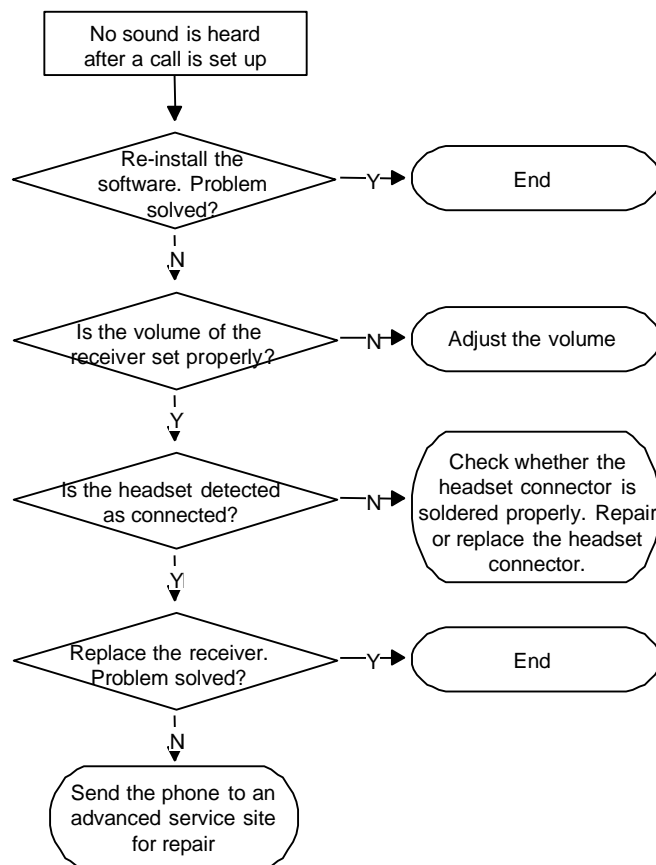 No sound is heard
after a call is set up
Re-install the
software. Problem
solved?
Y
End
N
Is the volume of the
receiver set properly?
N
Adjust the volume
Y
Is the headset detected
as connected?
N
Check whether the
headset connector is
soldered properly. Repair
or replace the headset
connector.
Y
Replace the receiver.
Problem solved?
Y
End
N
Send the phone to an
advanced service site
for repair